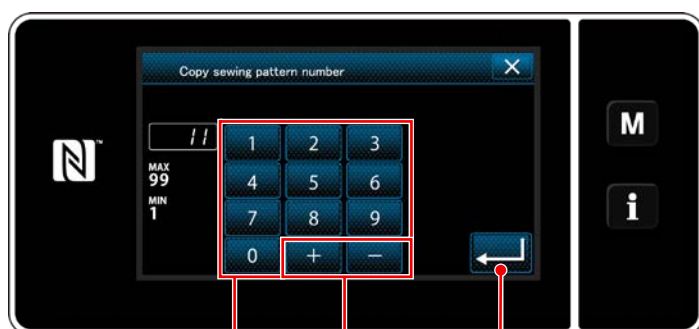 Copy sewing pattern number
11
MAX
99
MIN
1
1 2 3
4 5 6
7 8 9
0 + −
M
i
N™